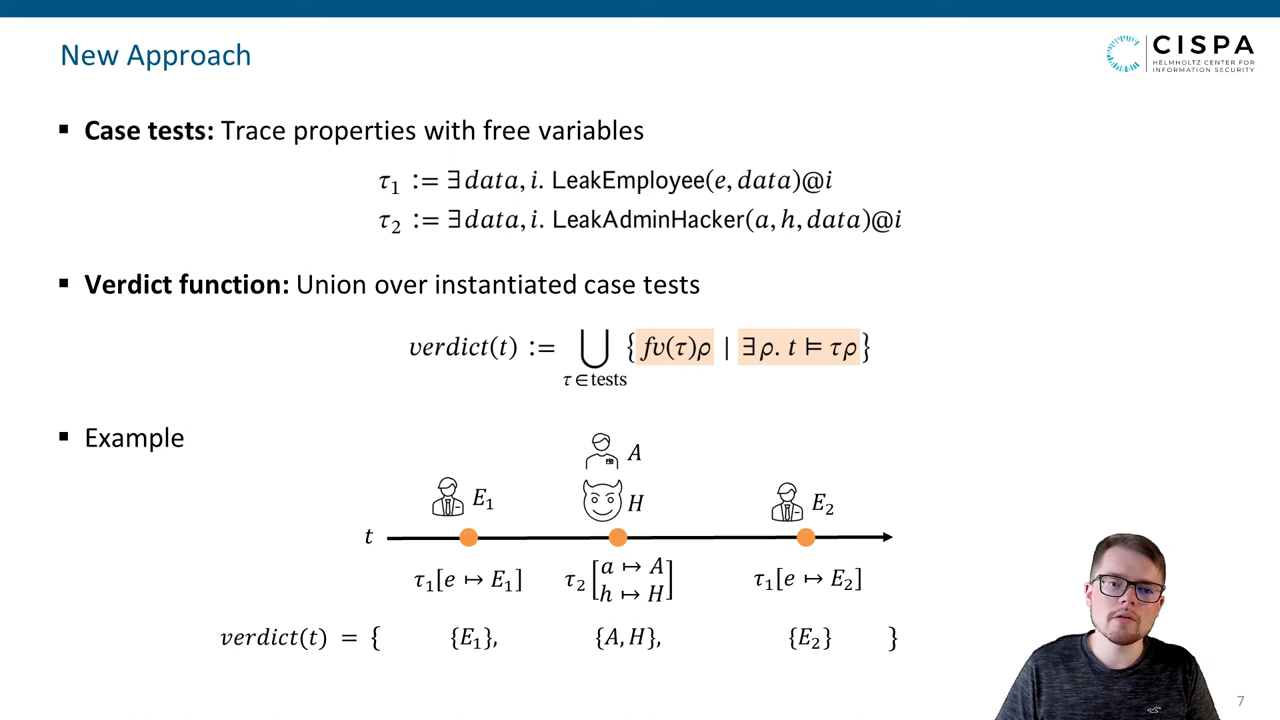 New Approach
CISPA
HELMHOLTZ CENTER FOR
INFORMATION SECURITY
▪ Case tests: Trace properties with free variables
τ₁ := ∃ data, i. LeakEmployee(e, data)@i
τ₂ := ∃ data, i. LeakAdminHacker(a, h, data)@i
▪ Verdict function: Union over instantiated case tests
verdict(t) := ⋃ { fv(τ)ρ | ∃ρ. t ⊨ τρ }
τ∈tests
▪ Example
A
E₁ H E₂
t
τ₁[e ↦ E₁] τ₂[a ↦ A h ↦ H] τ₁[e ↦ E₂]
verdict(t) = { {E₁}, {A, H}, {E₂} }
7